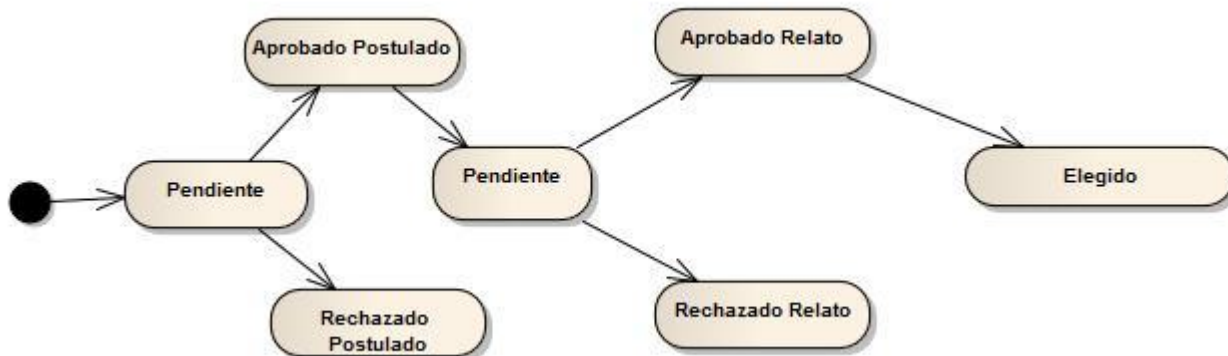 Aprobado Postulado
Aprobado Relato
Pendiente
Pendiente
Elegido
Rechazado
Postulado
Rechazado Relato